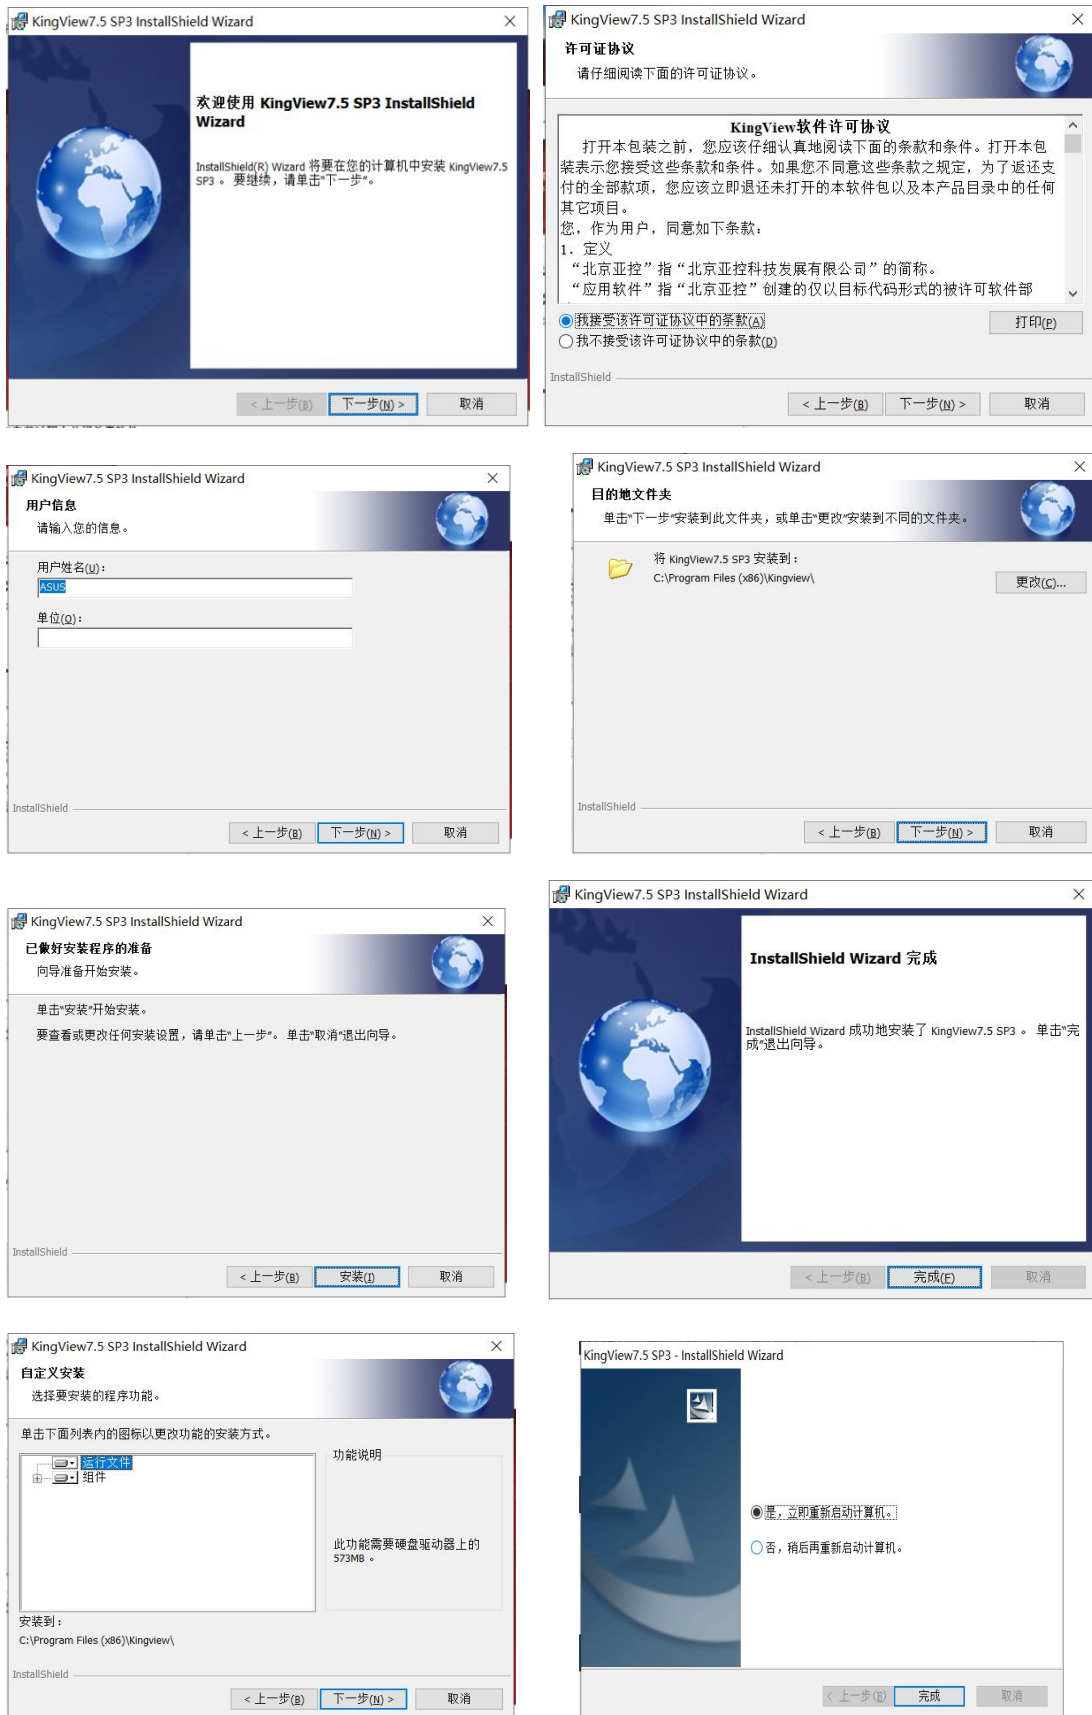 KingView7.5 SP3 InstallShield Wizard
欢迎使用 KingView7.5 SP3 InstallShield
Wizard
InstallShield(R) Wizard 将要在您的计算机中安装 KingView7.5
SP3 。 要继续，请单击“下一步”。
< 上一步(B) 下一步(N) > 取消
KingView7.5 SP3 InstallShield Wizard
许可证协议
请仔细阅读下面的许可证协议。
KingView软件许可协议
打开本包装之前，您应该仔细认真地阅读下面的条款和条件。打开本包
装表示您接受这些条款和条件。如果您不同意这些条款之规定，为了返还支
付的全部款项，您应该立即退还未打开的本软件包以及本产品目录中的任何
其它项目。
您，作为用户，同意如下条款：
1．定义
“北京亚控”指“北京亚控科技发展有限公司”的简称。
“应用软件”指“北京亚控”创建的仅以目标代码形式的被许可软件部
我接受该许可证协议中的条款(A)
打印(P)
我不接受该许可证协议中的条款(D)
InstallShield
< 上一步(B) 下一步(N) > 取消
KingView7.5 SP3 InstallShield Wizard
用户信息
请输入您的信息。
用户姓名(U)：
ASUS
单位(O)：
InstallShield
< 上一步(B) 下一步(N) > 取消
KingView7.5 SP3 InstallShield Wizard
目的地文件夹
单击“下一步”安装到此文件夹，或单击“更改”安装到不同的文件夹。
将 KingView7.5 SP3 安装到：
C:\Program Files (x86)\Kingview\
更改(C)...
InstallShield
< 上一步(B) 下一步(N) > 取消
KingView7.5 SP3 InstallShield Wizard
已做好安装程序的准备
向导准备开始安装。
单击“安装”开始安装。
要查看或更改任何安装设置，请单击“上一步”。 单击“取消”退出向导。
InstallShield
< 上一步(B) 安装(I) 取消
KingView7.5 SP3 InstallShield Wizard
InstallShield Wizard 完成
InstallShield Wizard 成功地安装了 KingView7.5 SP3 。 单击“完
成”退出向导。
< 上一步(B) 完成(F) 取消
KingView7.5 SP3 InstallShield Wizard
自定义安装
选择要安装的程序功能。
单击下面列表内的图标以更改功能的安装方式。
运行文件
组件
功能说明
此功能需要硬盘驱动器上的
573MB 。
安装到：
C:\Program Files (x86)\Kingview\
InstallShield
< 上一步(B) 下一步(N) > 取消
KingView7.5 SP3 - InstallShield Wizard
是，立即重新启动计算机。
否，稍后再重新启动计算机。
< 上一步(B) 完成 取消